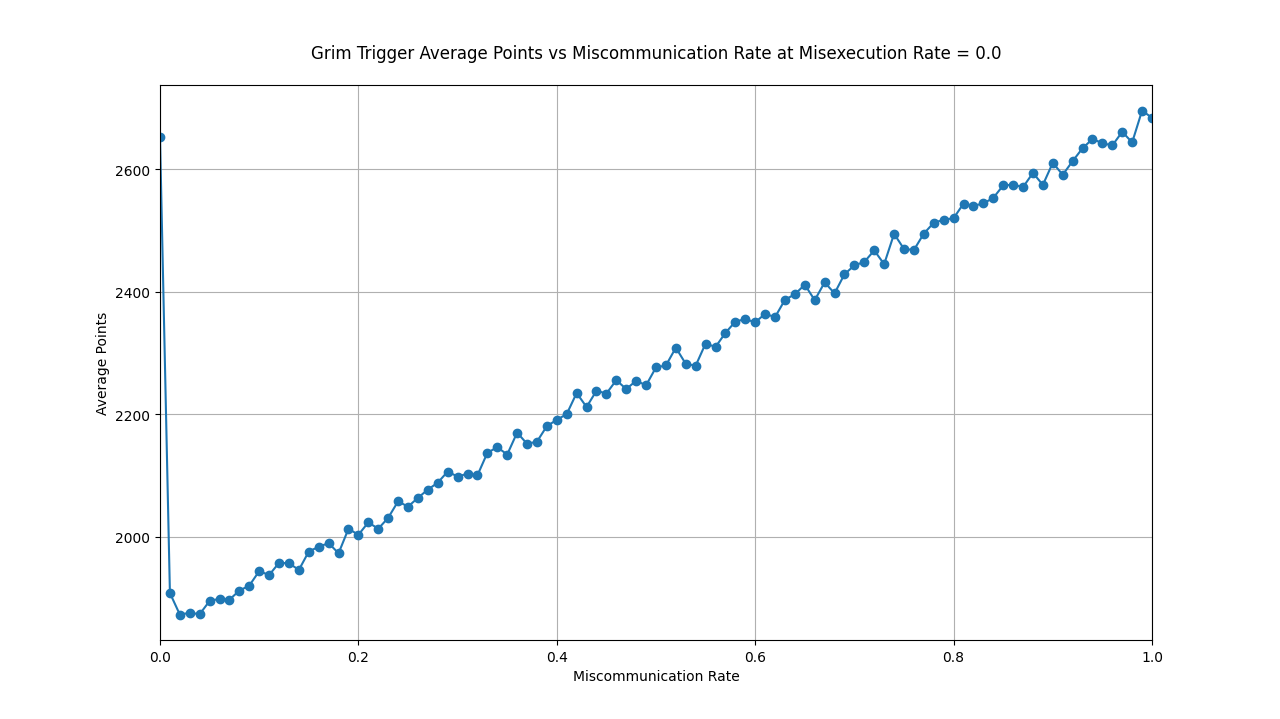 Grim Trigger Average Points vs Miscommunication Rate at Misexecution Rate = 0.0
2600
2400
2200
2000
Average Points
0.0 0.2 0.4 0.6 0.8 1.0
Miscommunication Rate